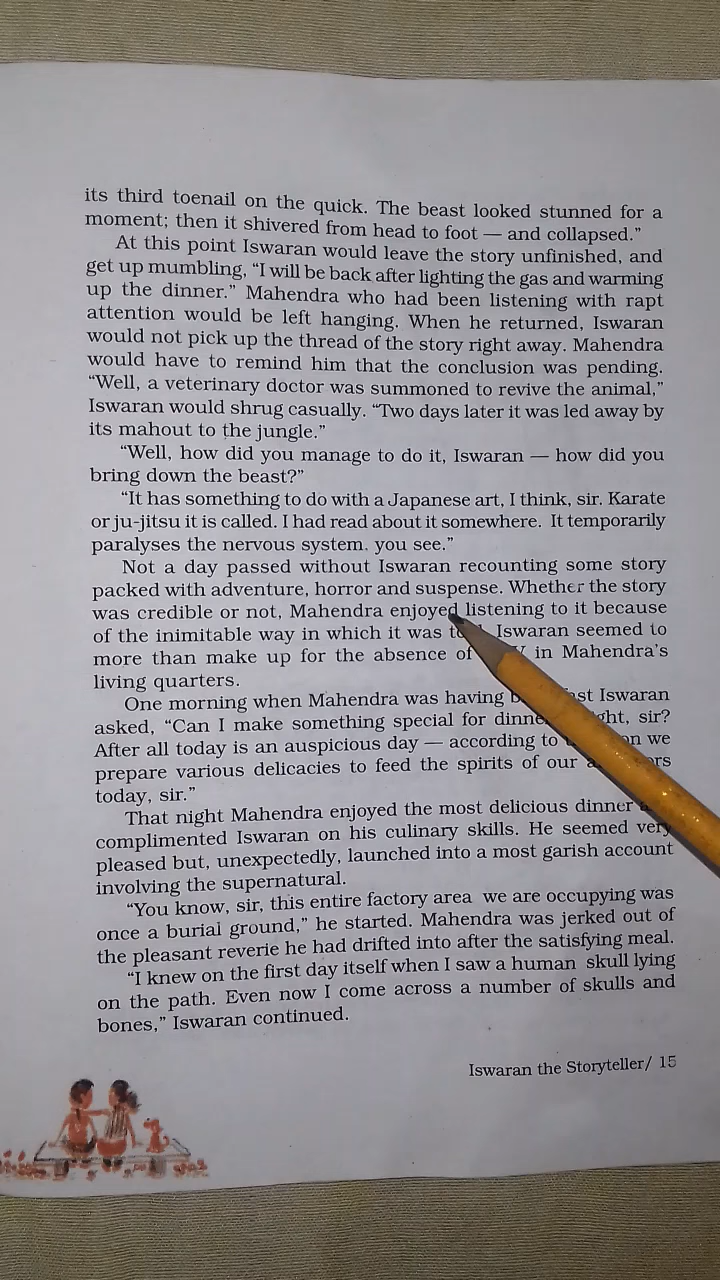 its third toenail on the quick. The beast looked stunned for a
moment; then it shivered from head to foot — and collapsed.”
At this point Iswaran would leave the story unfinished, and
get up mumbling, “I will be back after lighting the gas and warming
up the dinner.” Mahendra who had been listening with rapt
attention would be left hanging. When he returned, Iswaran
would not pick up the thread of the story right away. Mahendra
would have to remind him that the conclusion was pending.
“Well, a veterinary doctor was summoned to revive the animal,”
Iswaran would shrug casually. “Two days later it was led away by
its mahout to the jungle.”
“Well, how did you manage to do it, Iswaran — how did you
bring down the beast?”
“It has something to do with a Japanese art, I think, sir. Karate
or ju-jitsu it is called. I had read about it somewhere. It temporarily
paralyses the nervous system, you see.”
Not a day passed without Iswaran recounting some story
packed with adventure, horror and suspense. Whether the story
was credible or not, Mahendra enjoyed listening to it because
of the inimitable way in which it was Iswaran seemed to
more than make up for the absence of in Mahendra’s
living quarters.
One morning when Mahendra was having Iswaran
asked, “Can I make something special for sir?
After all today is an auspicious day — according to we
prepare various delicacies to feed the spirits of our
today, sir.”
That night Mahendra enjoyed the most delicious dinner
complimented Iswaran on his culinary skills. He seemed very
pleased but, unexpectedly, launched into a most garish account
involving the supernatural.
“You know, sir, this entire factory area we are occupying was
once a burial ground,” he started. Mahendra was jerked out of
the pleasant reverie he had drifted into after the satisfying meal.
“I knew on the first day itself when I saw a human skull lying
on the path. Even now I come across a number of skulls and
bones,” Iswaran continued.
Iswaran the Storyteller/ 15